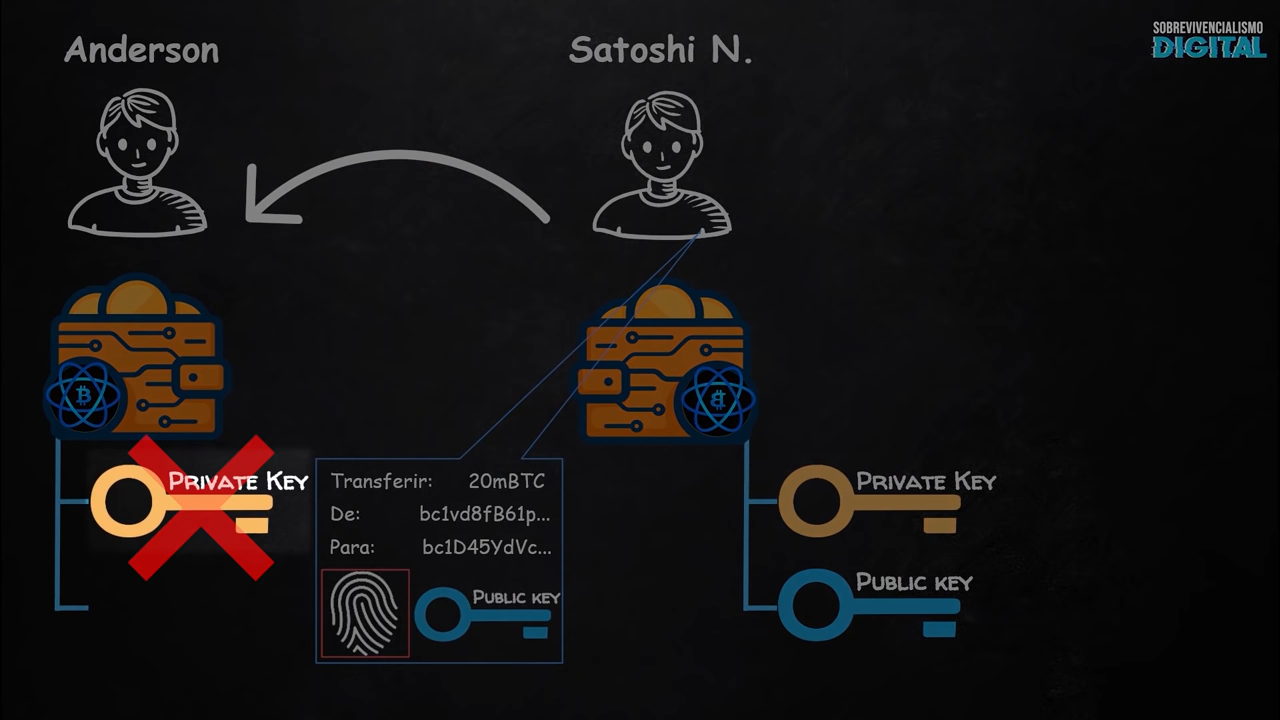 Anderson
Satoshi N.
SOBREVIVENCIALISMO
DIGITAL
Private Key
Transferir: 20mBTC
De: bc1vd8fB61p...
Para: bc1D45YdVc...
Public key
Private Key
Public key